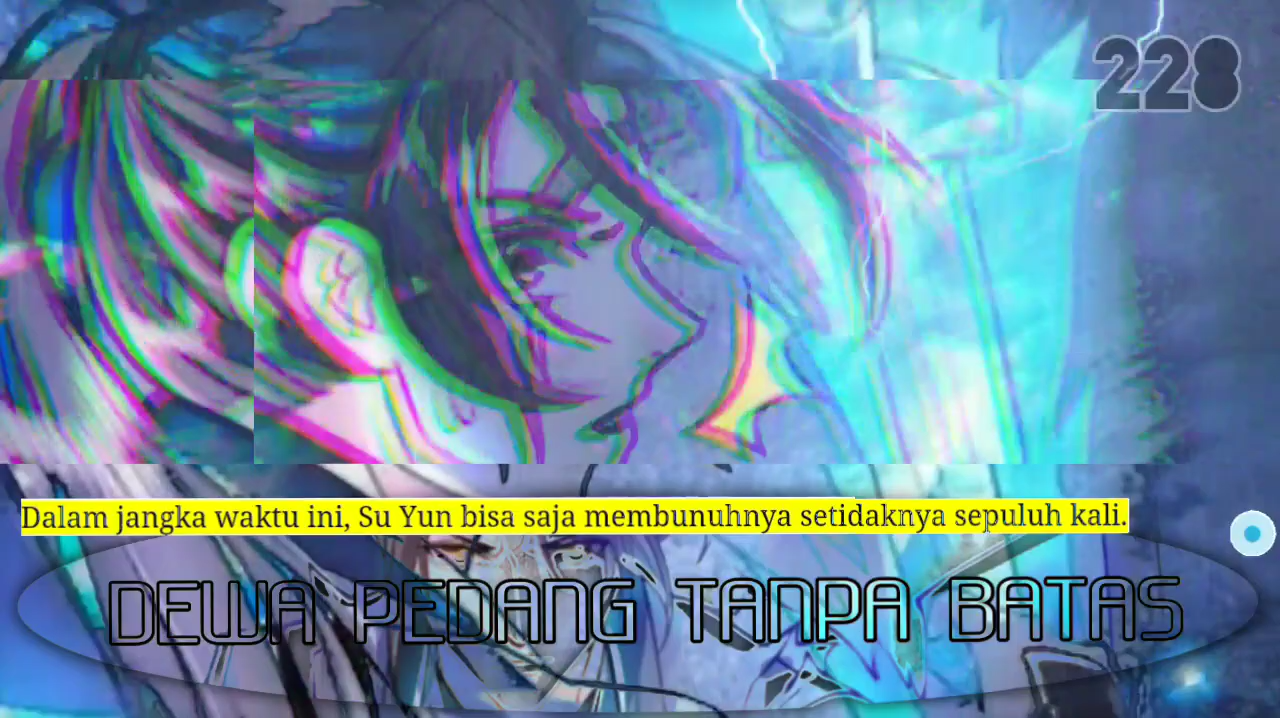 228
Dalam jangka waktu ini, Su Yun bisa saja membunuhnya setidaknya sepuluh kali.
DEWA PEDANG TANPA BATAS